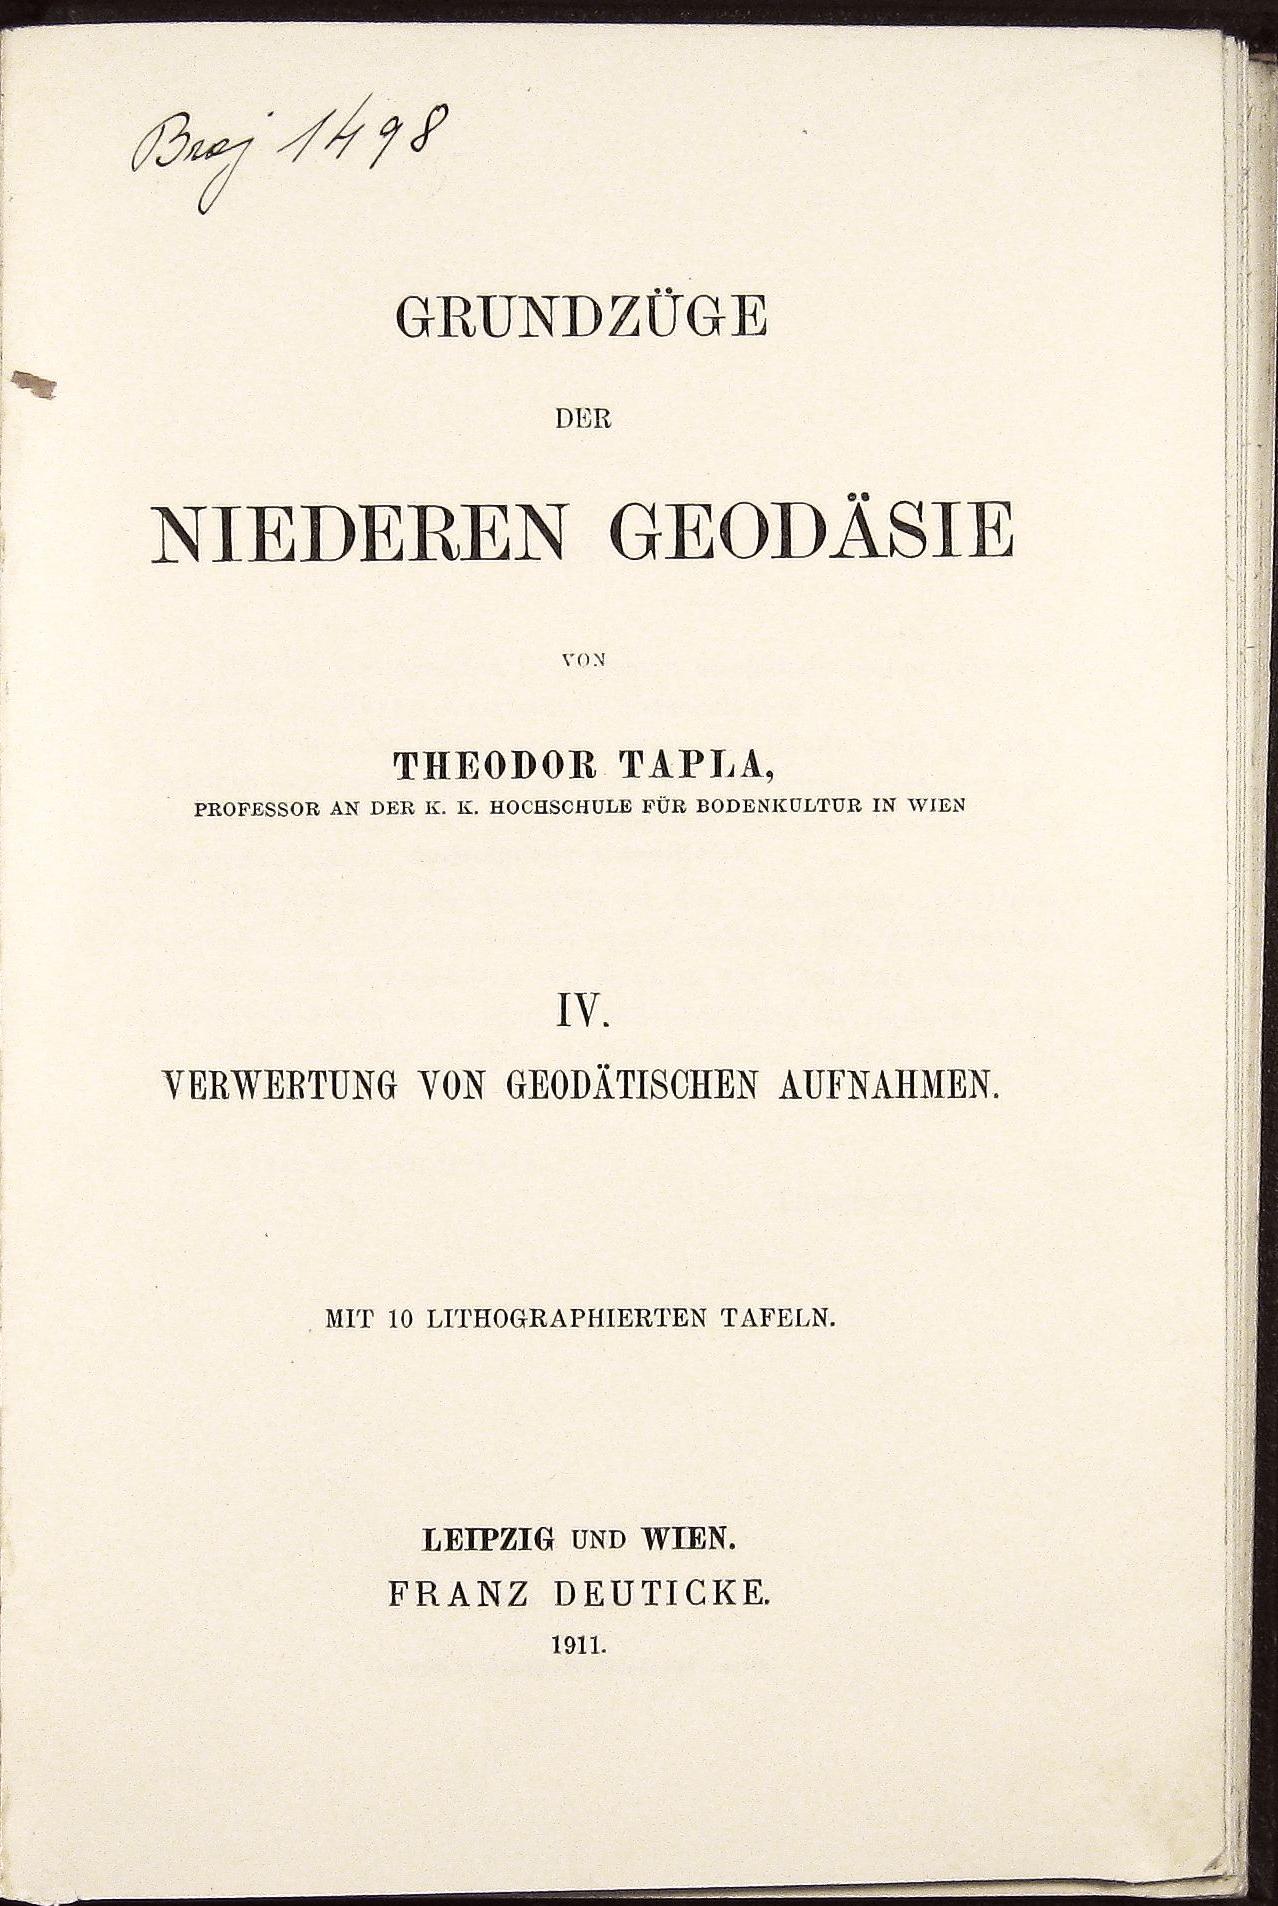 Broj 1498
GRUNDZÜGE
DER
NIEDEREN GEODÄSIE
VON
THEODOR TAPLA,
PROFESSOR AN DER K. K. HOCHSCHULE FÜR BODENKULTUR IN WIEN
IV.
VERWERTUNG VON GEODÄTISCHEN AUFNAHMEN.
MIT 10 LITHOGRAPHIERTEN TAFELN.
LEIPZIG UND WIEN.
FRANZ DEUTICKE.
1911.